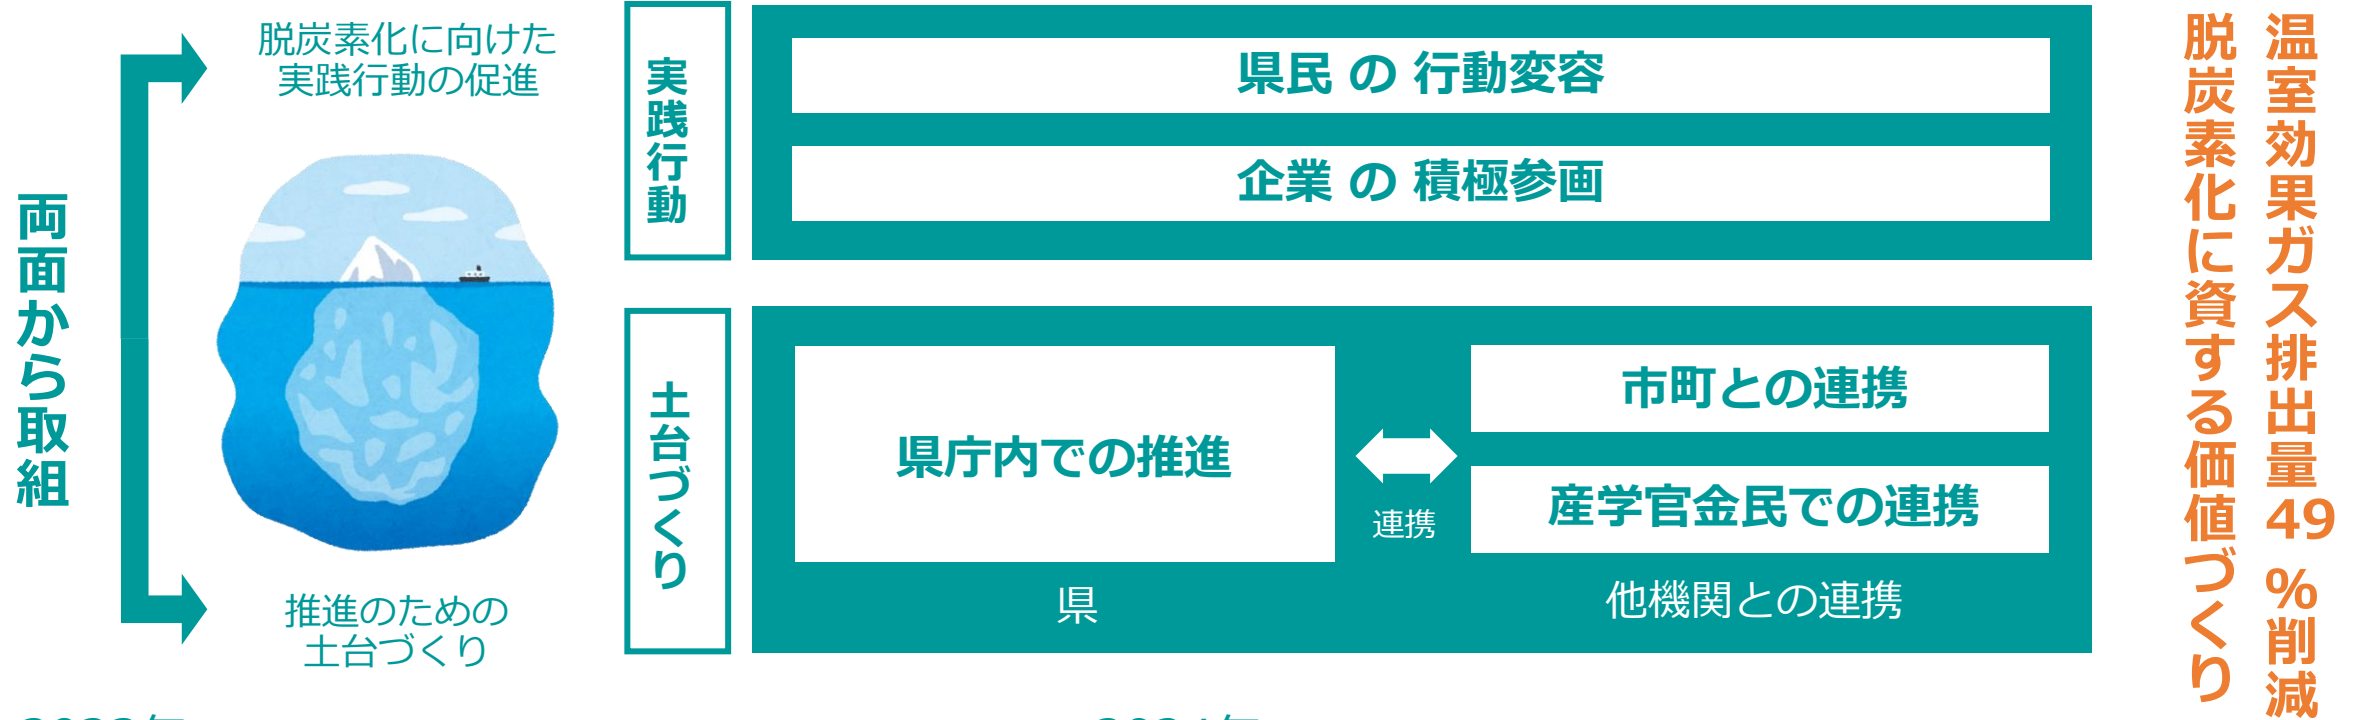 両面から取組
脱炭素化に向けた
実践行動の促進
推進のための
土台づくり
実践行動
県民 の 行動変容
企業 の 積極参画
土台づくり
県庁内での推進
県
連携
市町との連携
産学官金民での連携
他機関との連携
温室効果ガス排出量49%削減
脱炭素化に資する価値づくり